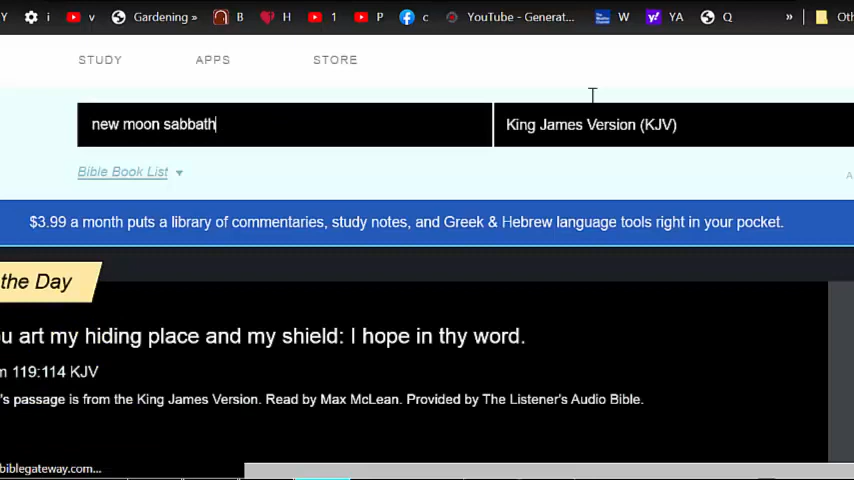 Y i v Gardening » B H 1 P c YouTube - Generat... W YA Q » Oth
STUDY APPS STORE
new moon sabbath King James Version (KJV)
Bible Book List
A
$3.99 a month puts a library of commentaries, study notes, and Greek & Hebrew language tools right in your pocket.
the Day
u art my hiding place and my shield: I hope in thy word.
m 119:114 KJV
's passage is from the King James Version. Read by Max McLean. Provided by The Listener's Audio Bible.
biblegateway.com...